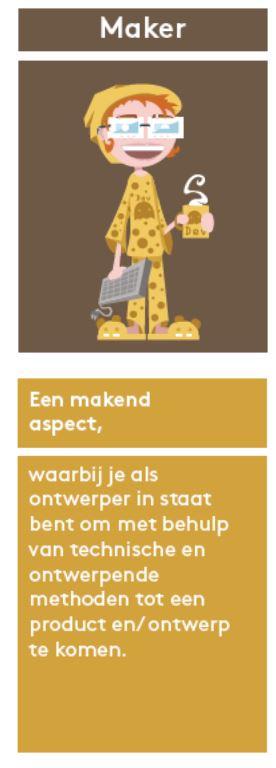 Maker
Dev
Een makend
aspect,
waarbij je als
ontwerper in staat
bent om met behulp
van technische en
ontwerpende
methoden tot een
product en/ontwerp
te komen.